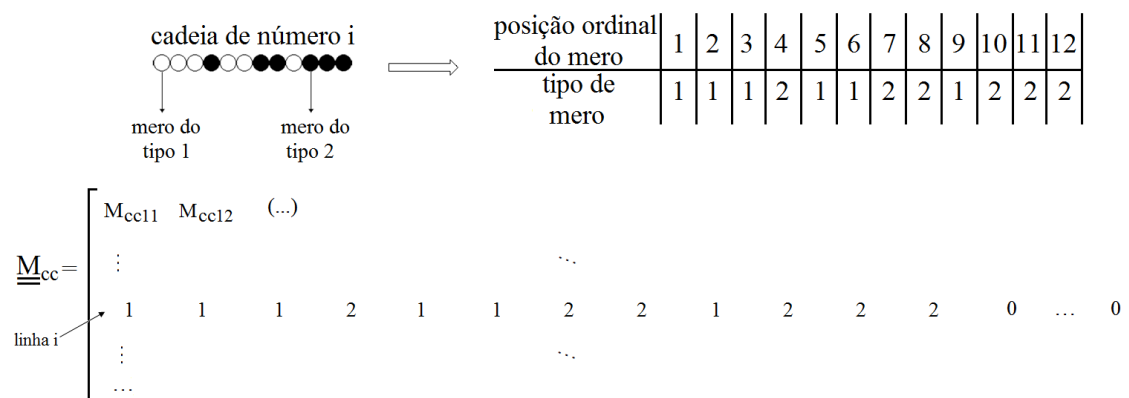 cadeia de número i
mero do tipo 1
mero do tipo 2
posição ordinal do mero 1 2 3 4 5 6 7 8 9 10 11 12
tipo de mero 1 1 1 2 1 1 2 2 1 2 2 2
Mcc11 Mcc12 (...)
⋮ ⋱
Mcc=
linha i 1 1 1 2 1 1 2 2 1 2 2 2 0 ... 0
⋮ ⋱
...